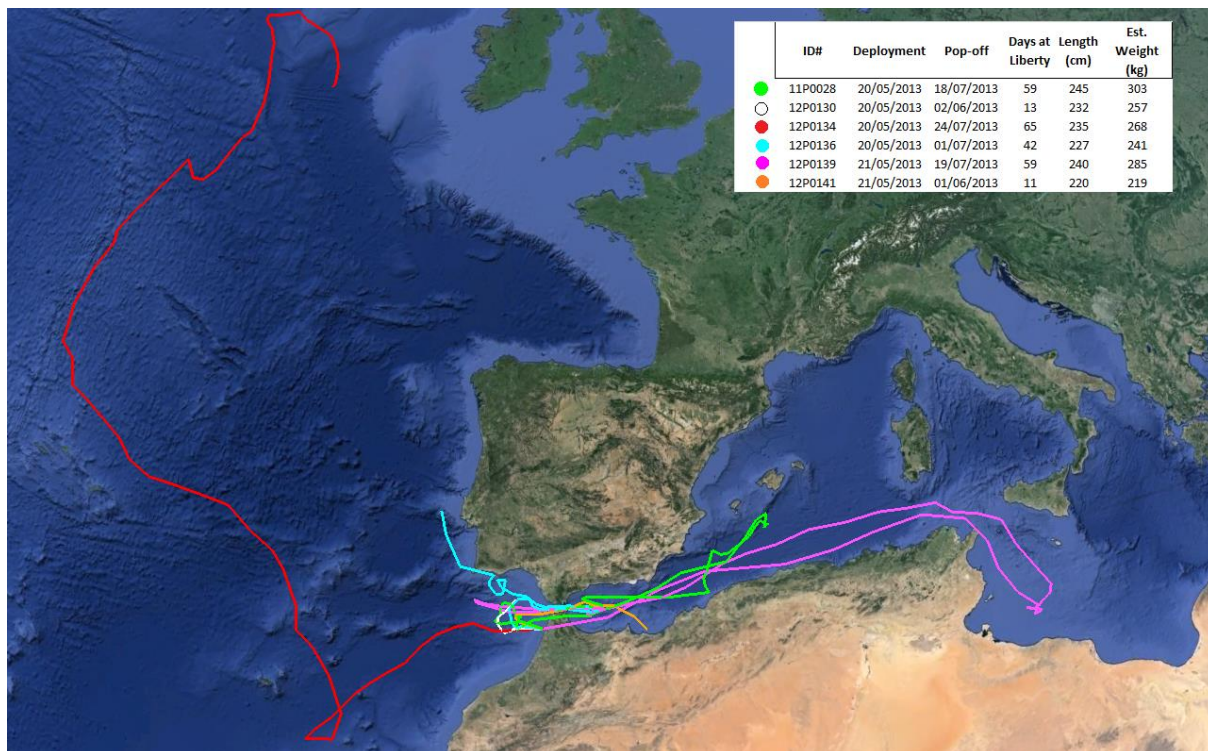 ID# Deployment Pop-off Days at Liberty Length (cm) Est. Weight (kg)
11P0028 20/05/2013 18/07/2013 59 245 303
12P0130 20/05/2013 02/06/2013 13 232 257
12P0134 20/05/2013 24/07/2013 65 235 268
12P0136 20/05/2013 01/07/2013 42 227 241
12P0139 21/05/2013 19/07/2013 59 240 285
12P0141 21/05/2013 01/06/2013 11 220 219